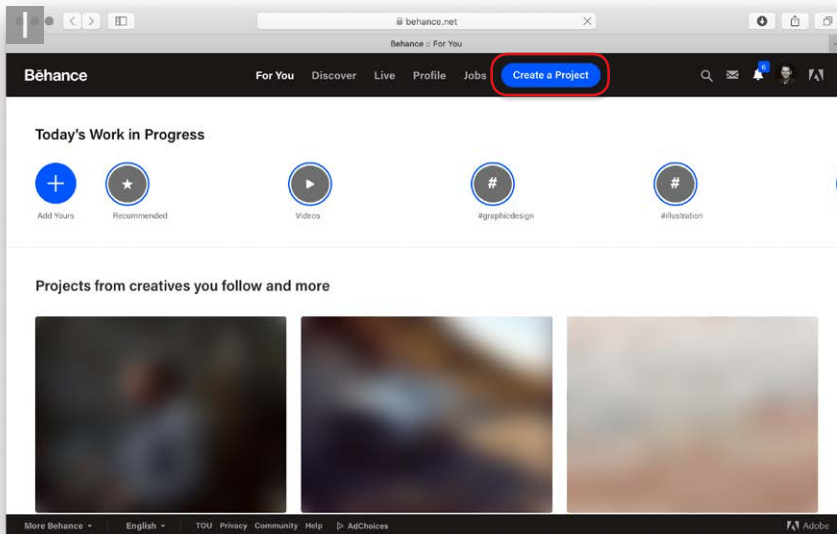 behance.net
Behance :: For You
Bēhance For You Discover Live Profile Jobs Create a Project 6
Today's Work in Progress
Add Yours Recommended Videos #graphicdesign #illustration
Projects from creatives you follow and more
More Behance English TOU Privacy Community Help AdChoices Adobe